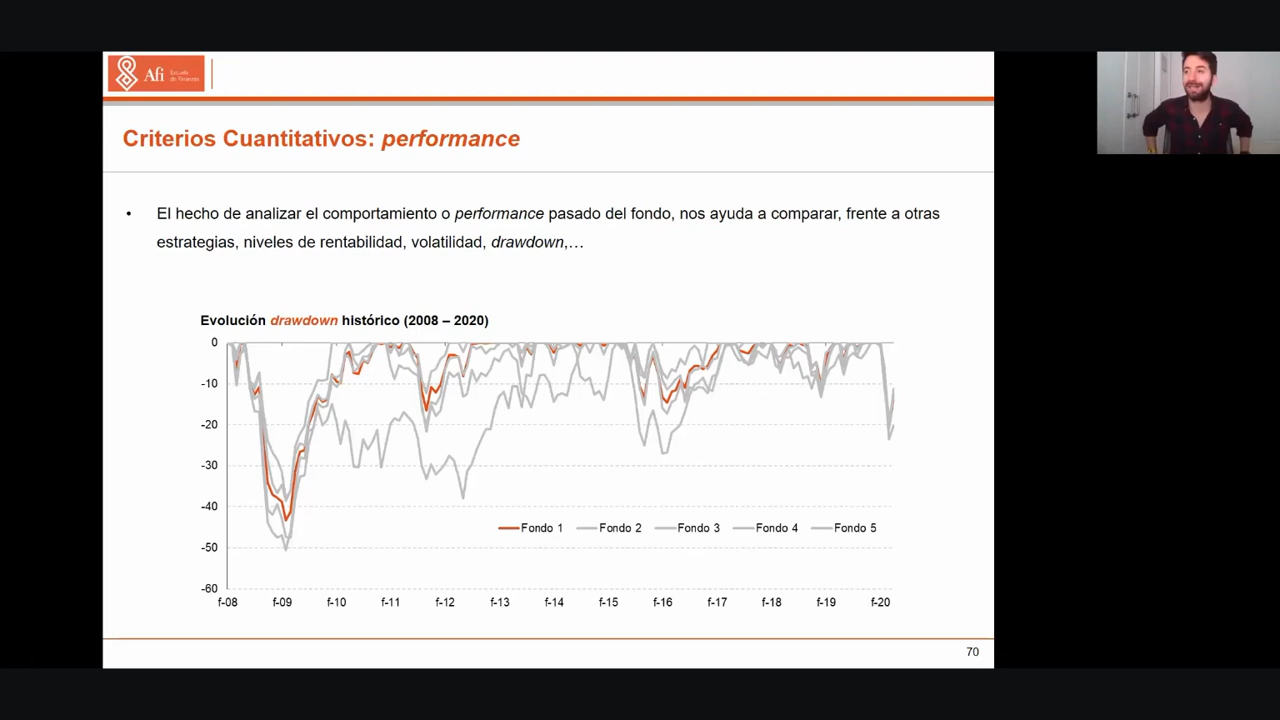 Afi
Escuela
de Finanzas
Criterios Cuantitativos: performance
• El hecho de analizar el comportamiento o performance pasado del fondo, nos ayuda a comparar, frente a otras
estrategias, niveles de rentabilidad, volatilidad, drawdown,…
Evolución drawdown histórico (2008 – 2020)
0
-10
-20
-30
-40
-50
-60
Fondo 1 Fondo 2 Fondo 3 Fondo 4 Fondo 5
f-08 f-09 f-10 f-11 f-12 f-13 f-14 f-15 f-16 f-17 f-18 f-19 f-20
70